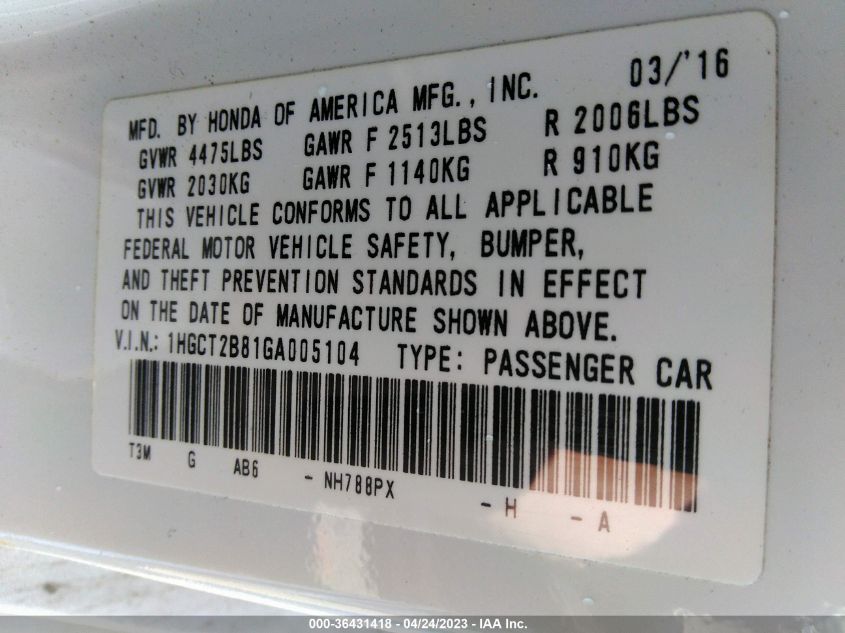 MFD. BY HONDA OF AMERICA MFG., INC. 03/'16
GVWR 4475LBS GAWR F 2513LBS R 2006LBS
GVWR 2030KG GAWR F 1140KG R 910KG
THIS VEHICLE CONFORMS TO ALL APPLICABLE
FEDERAL MOTOR VEHICLE SAFETY, BUMPER,
AND THEFT PREVENTION STANDARDS IN EFFECT
ON THE DATE OF MANUFACTURE SHOWN ABOVE.
V.I.N.: 1HGCT2B81GA005104 TYPE: PASSENGER CAR
T3M G AB6 - NH788PX - H - A
000-36431418 - 04/24/2023 - IAA Inc.